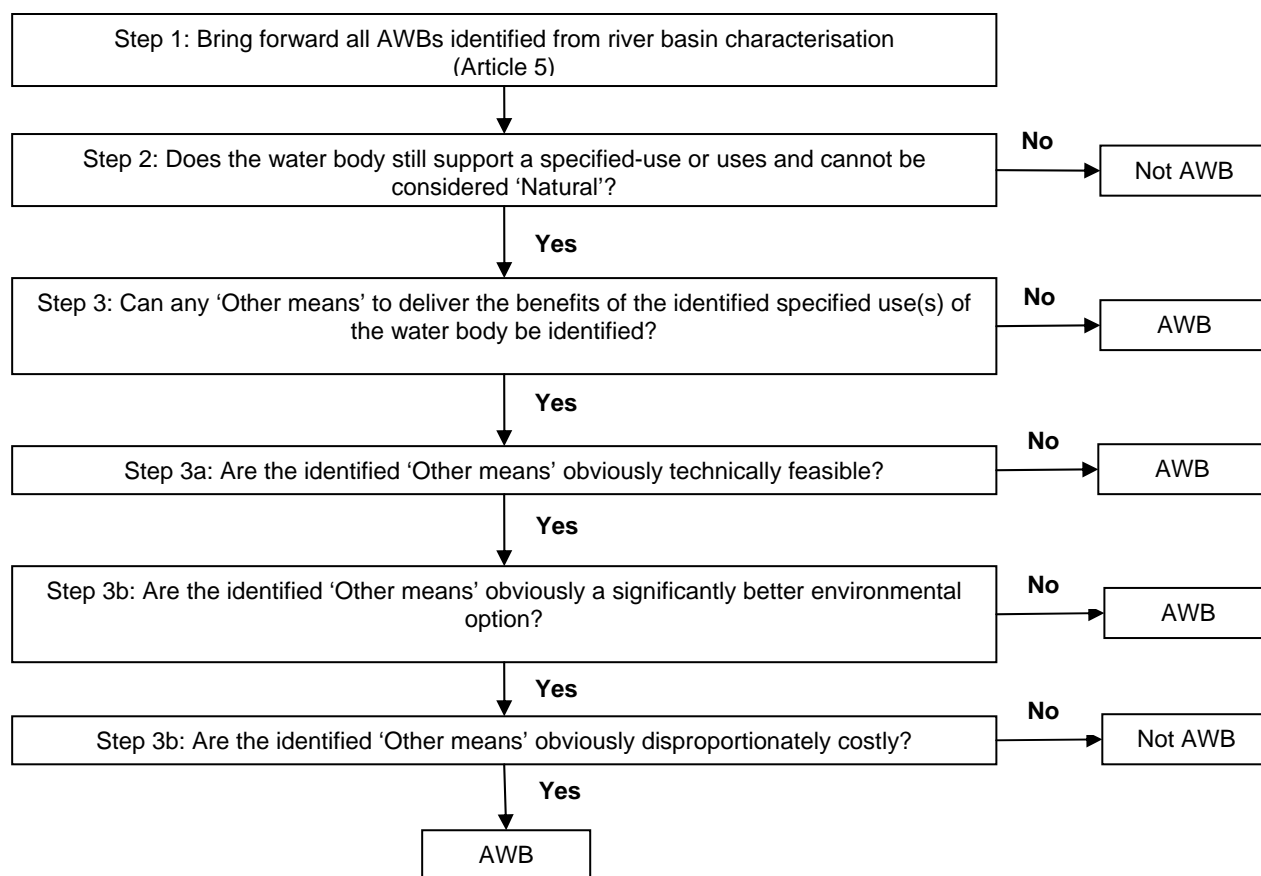 Step 1: Bring forward all AWBs identified from river basin characterisation
(Article 5)
No
Step 2: Does the water body still support a specified-use or uses and cannot be
considered ‘Natural’?
Not AWB
Yes
No
Step 3: Can any ‘Other means’ to deliver the benefits of the identified specified use(s) of
the water body be identified?
AWB
Yes
No
Step 3a: Are the identified ‘Other means’ obviously technically feasible?
AWB
Yes
No
Step 3b: Are the identified ‘Other means’ obviously a significantly better environmental
option?
AWB
Yes
No
Step 3b: Are the identified ‘Other means’ obviously disproportionately costly?
Not AWB
Yes
AWB